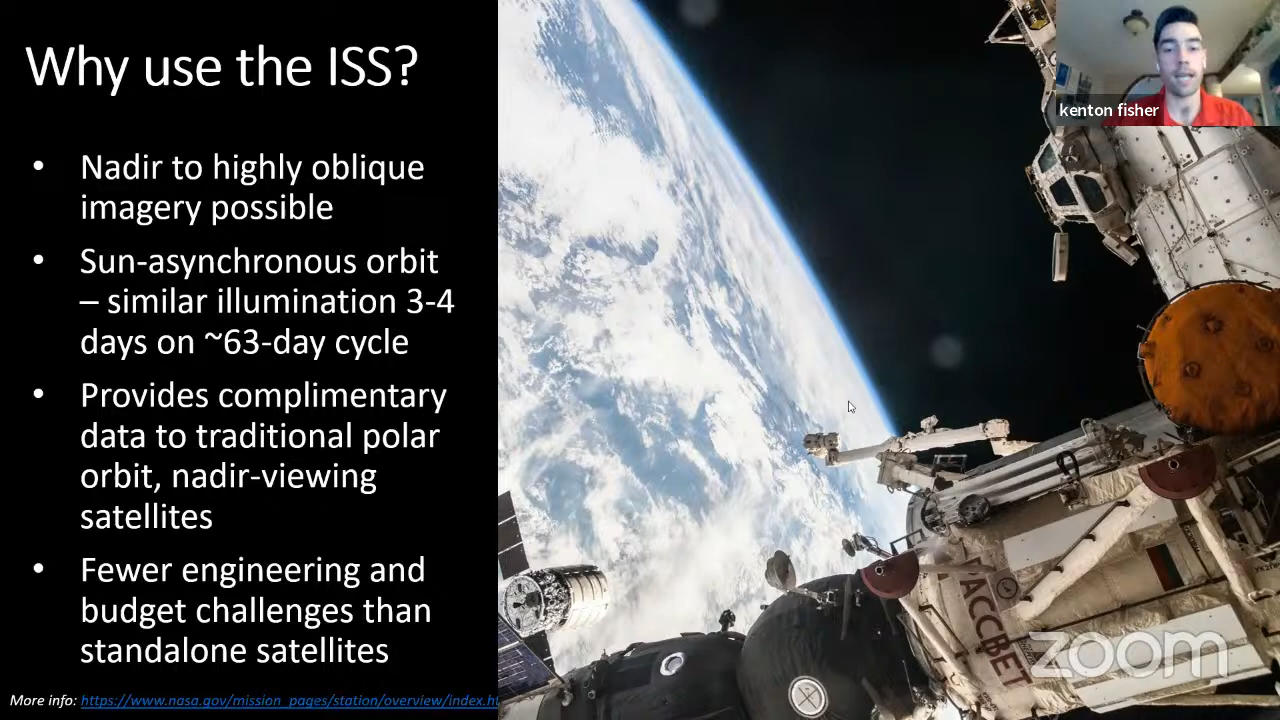 Why use the ISS?
• Nadir to highly oblique
imagery possible
• Sun-asynchronous orbit
– similar illumination 3-4
days on ~63-day cycle
• Provides complimentary
data to traditional polar
orbit, nadir-viewing
satellites
• Fewer engineering and
budget challenges than
standalone satellites
More info: https://www.nasa.gov/mission_pages/station/overview/index.ht
kenton fisher
РАССВЕТ
zoom